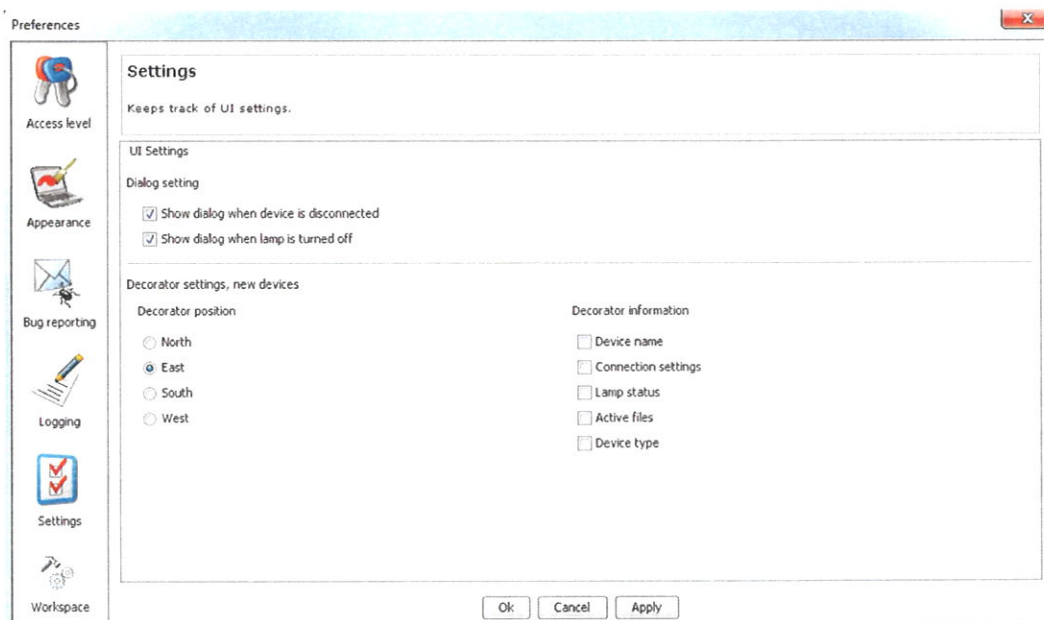 Preferences
Access level
Appearance
Bug reporting
Logging
Settings
Workspace
Settings
Keeps track of UI settings.
UI Settings
Dialog setting
Show dialog when device is disconnected
Show dialog when lamp is turned off
Decorator settings, new devices
Decorator position
North
East
South
West
Decorator information
Device name
Connection settings
Lamp status
Active files
Device type
Ok
Cancel
Apply